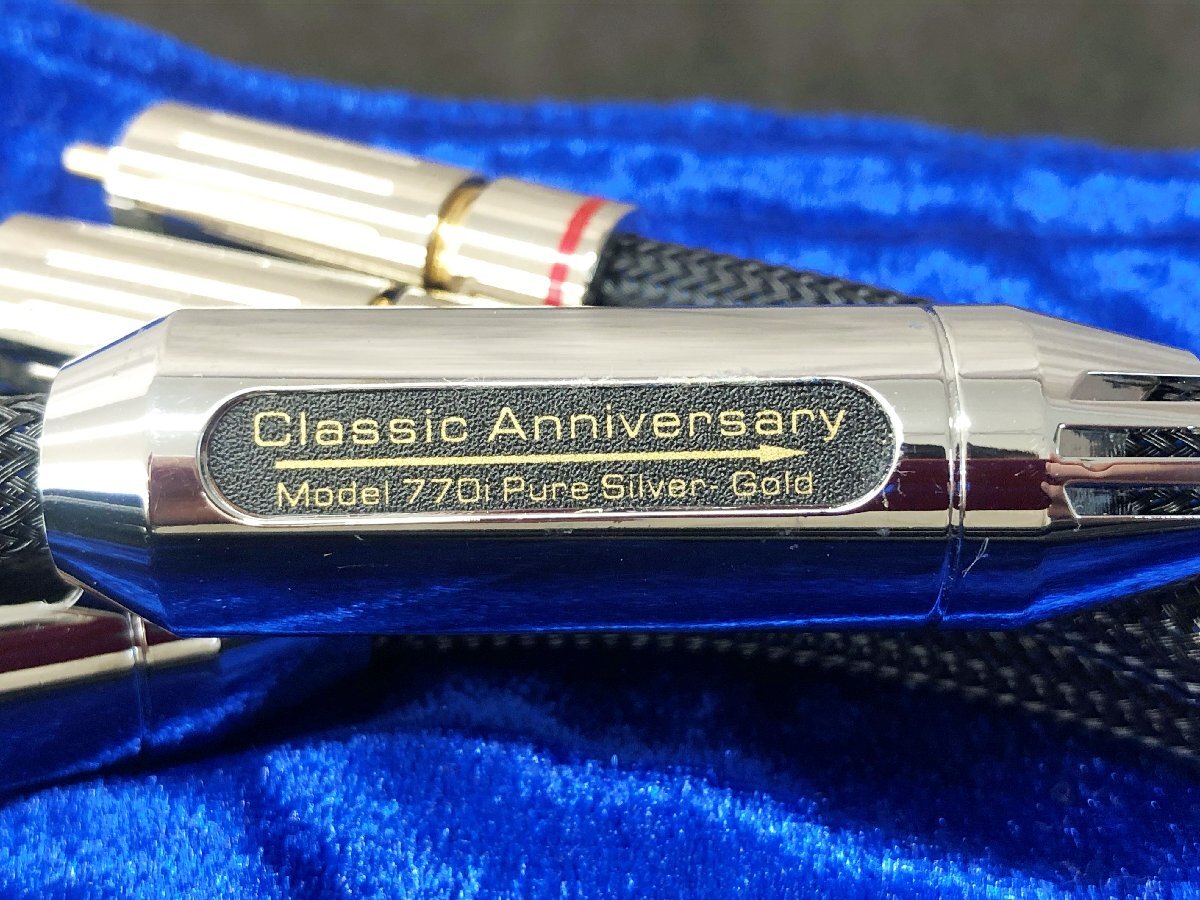 Classic Anniversary
Model 770i Pure Silver- Gold